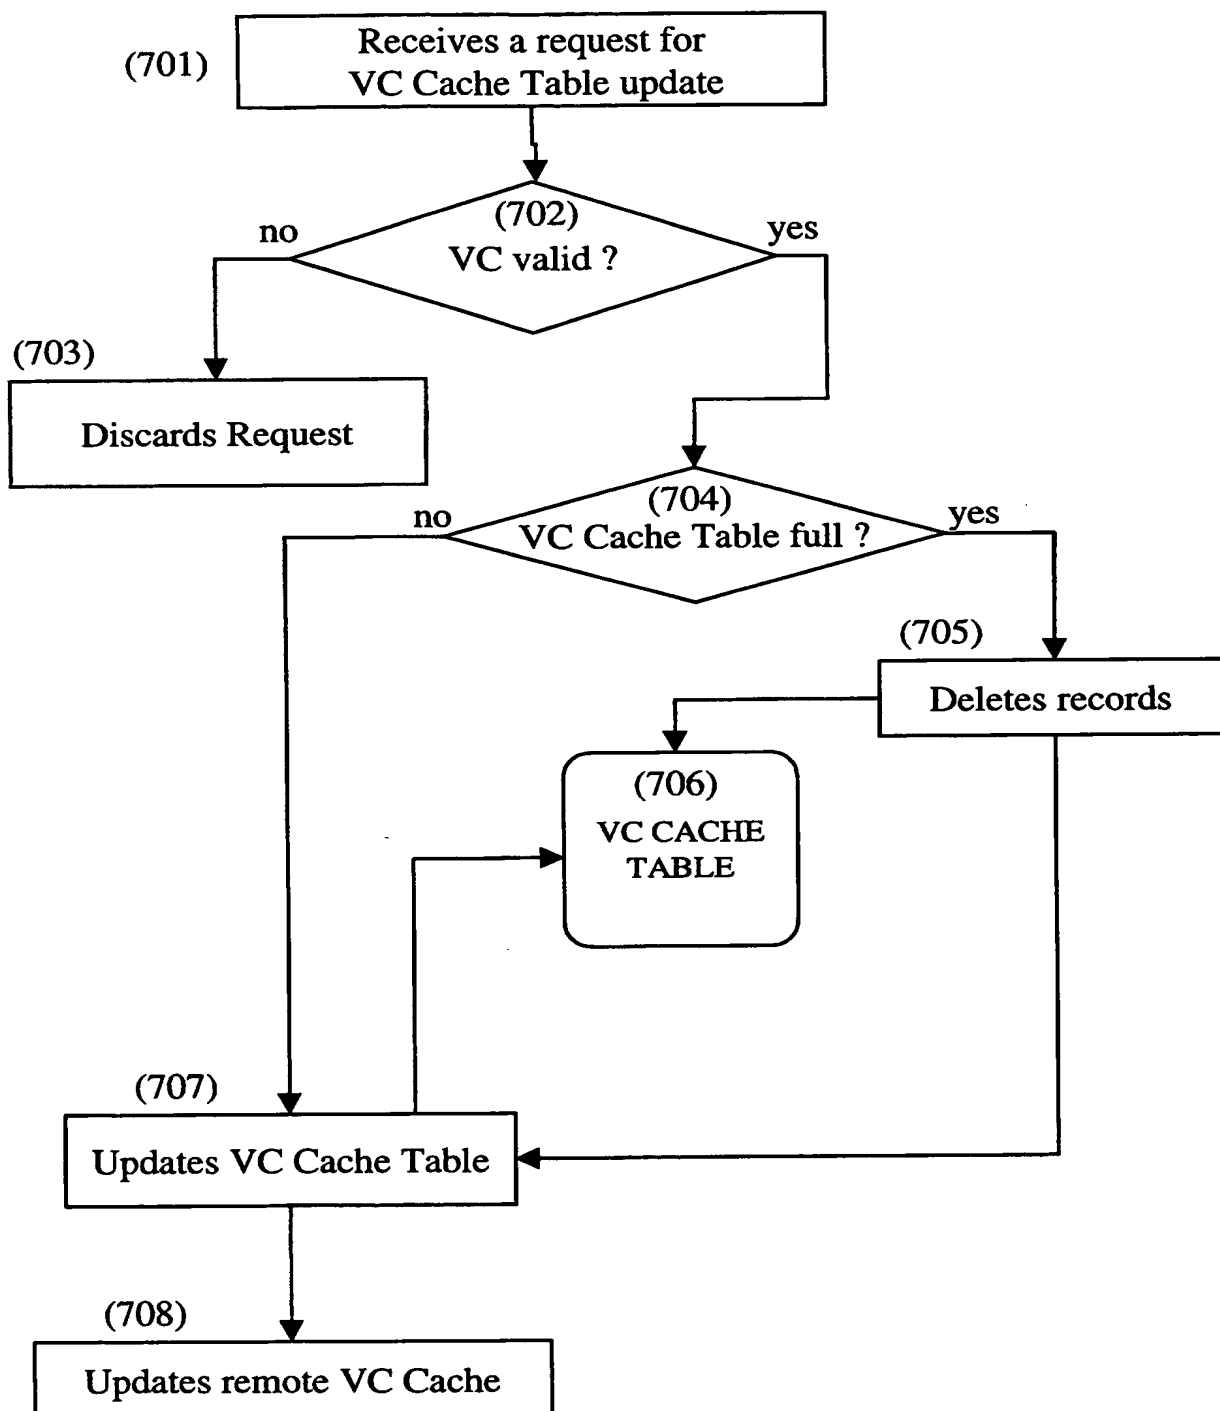 (701)
Receives a request for
VC Cache Table update
(702)
VC valid ?
no
yes
(703)
Discards Request
(704)
VC Cache Table full ?
no
yes
(705)
Deletes records
(706)
VC CACHE
TABLE
(707)
Updates VC Cache Table
(708)
Updates remote VC Cache